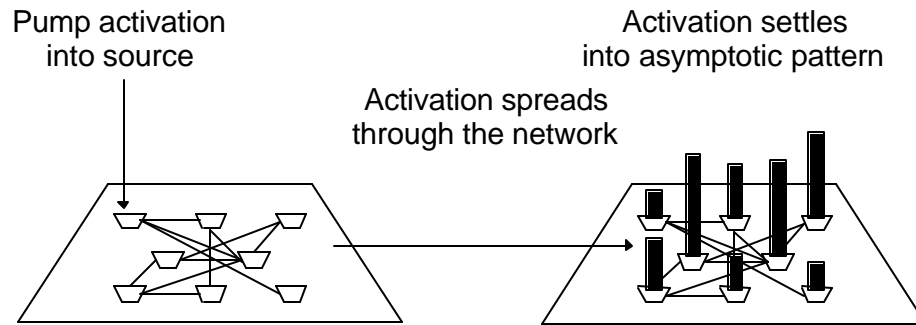 Pump activation
into source
Activation settles
into asymptotic pattern
Activation spreads
through the network